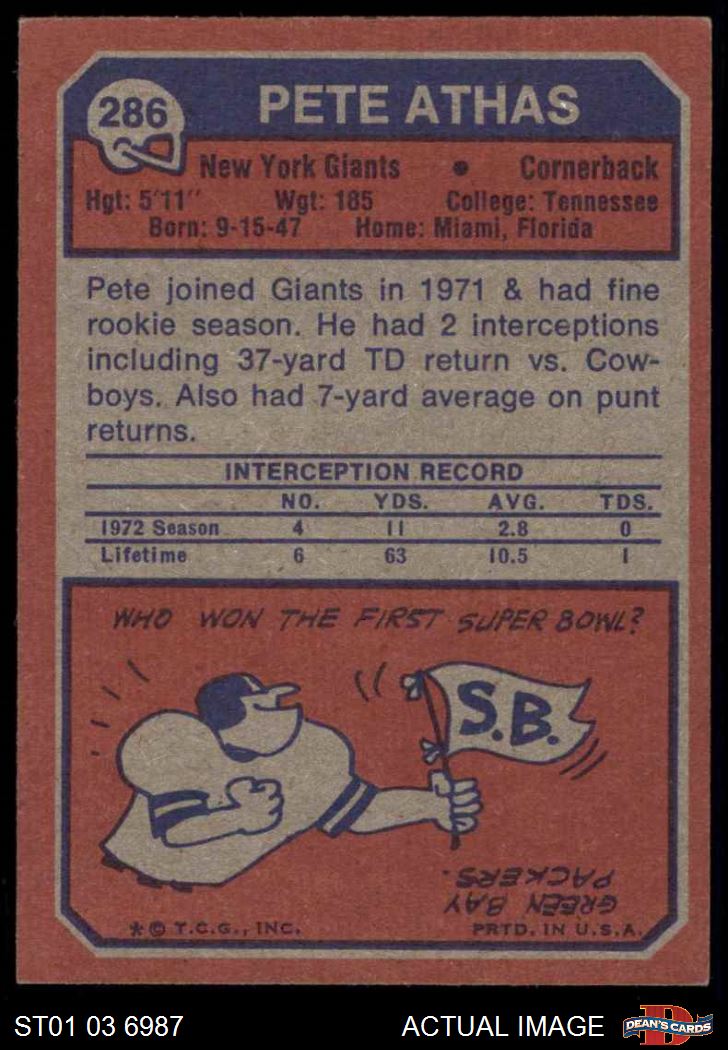 286
PETE ATHAS
New York Giants • Cornerback
Hgt: 5'11" Wgt: 185 College: Tennessee
Born: 9-15-47 Home: Miami, Florida
Pete joined Giants in 1971 & had fine
rookie season. He had 2 interceptions
including 37-yard TD return vs. Cow-
boys. Also had 7-yard average on punt
returns.
INTERCEPTION RECORD
NO. YDS. AVG. TDS.
1972 Season 4 11 2.8 0
Lifetime 6 63 10.5 1
WHO WON THE FIRST SUPER BOWL?
S.B.
GREEN BAY
PACKERS.
* © T.C.G., INC. PRTD. IN U.S.A.
ST01 03 6987 ACTUAL IMAGE D DEAN'S CARDS